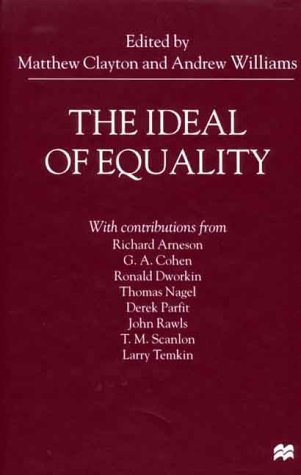 Edited by
Matthew Clayton and Andrew Williams
THE IDEAL
OF EQUALITY
With contributions from
Richard Arneson
G. A. Cohen
Ronald Dworkin
Thomas Nagel
Derek Parfit
John Rawls
T. M. Scanlon
Larry Temkin